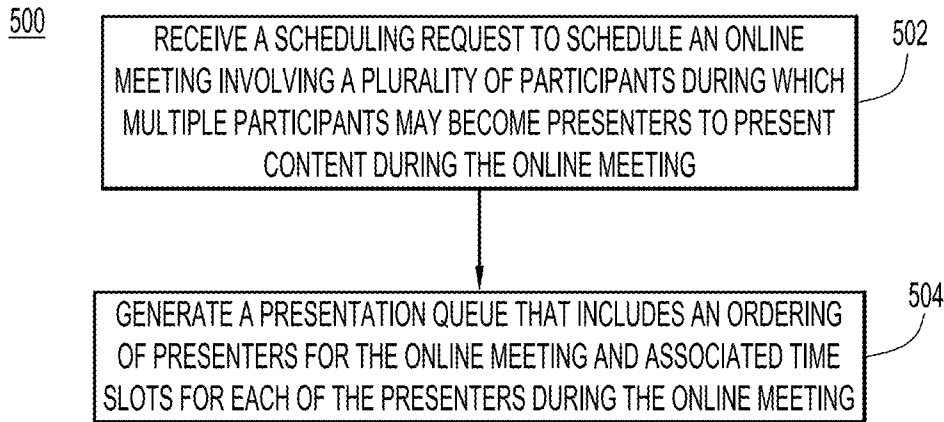 500
RECEIVE A SCHEDULING REQUEST TO SCHEDULE AN ONLINE
MEETING INVOLVING A PLURALITY OF PARTICIPANTS DURING WHICH
MULTIPLE PARTICIPANTS MAY BECOME PRESENTERS TO PRESENT
CONTENT DURING THE ONLINE MEETING
502
GENERATE A PRESENTATION QUEUE THAT INCLUDES AN ORDERING
OF PRESENTERS FOR THE ONLINE MEETING AND ASSOCIATED TIME
SLOTS FOR EACH OF THE PRESENTERS DURING THE ONLINE MEETING
504